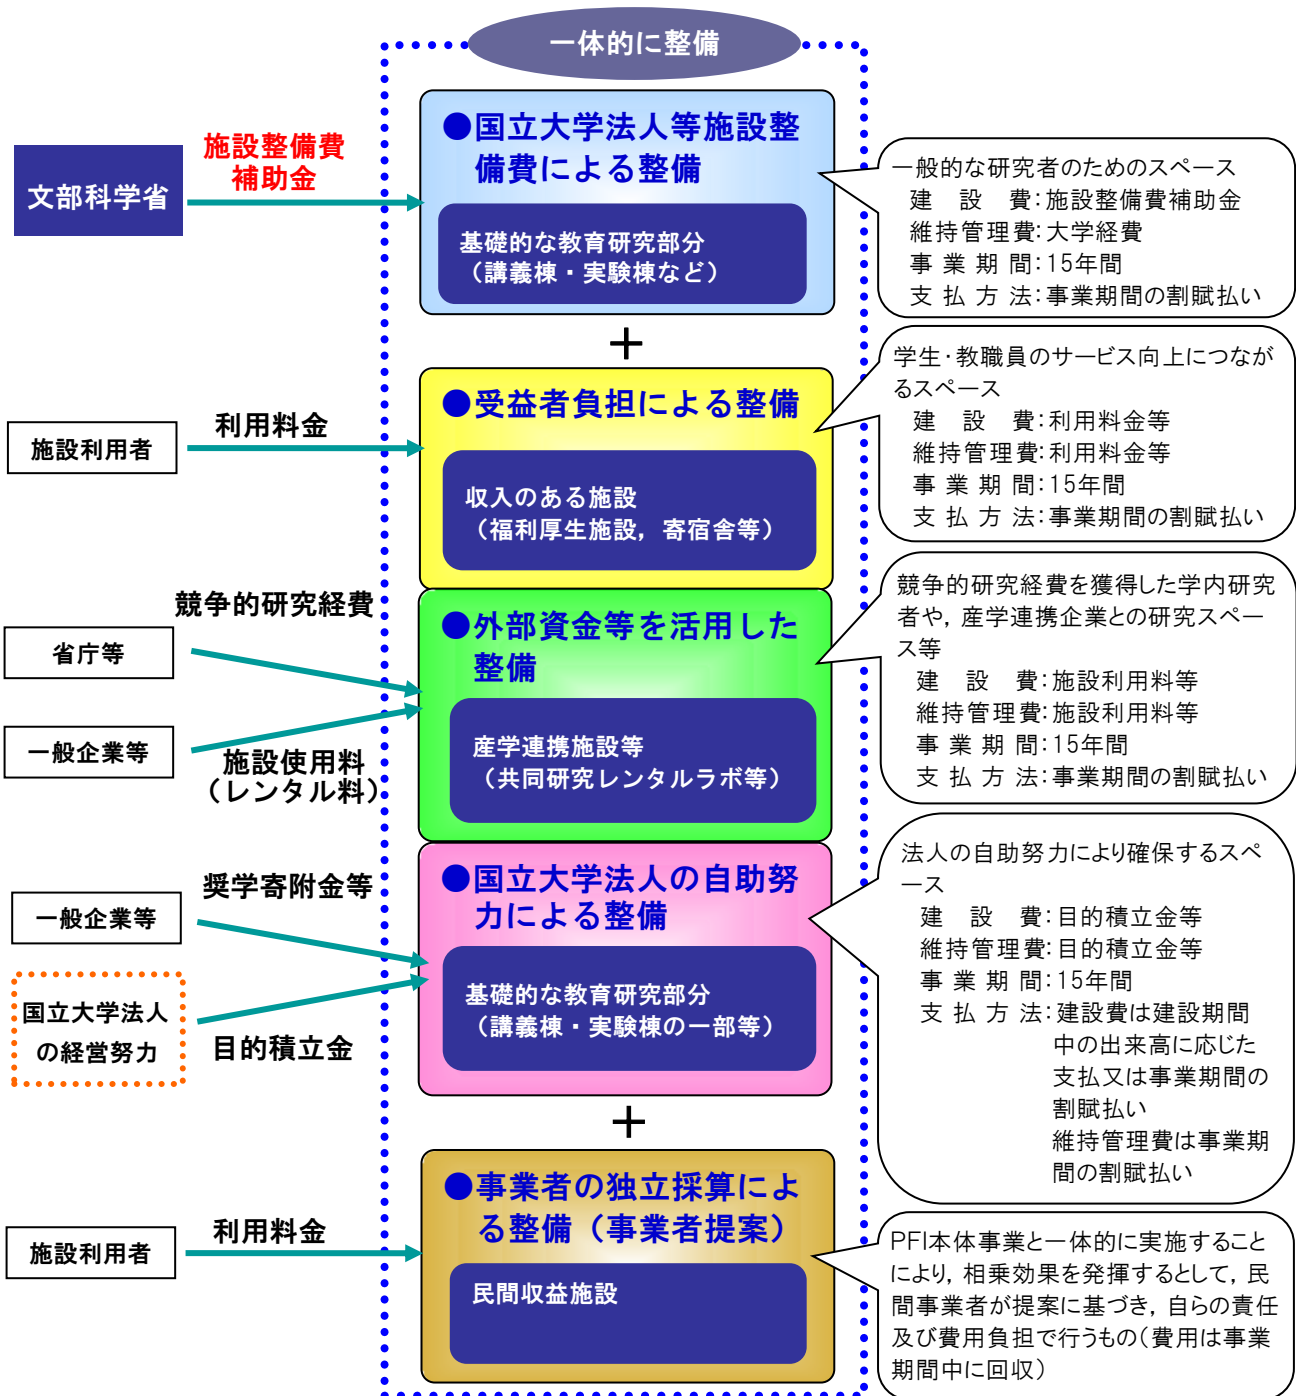 一体的に整備
文部科学省
施設整備費
補助金
●国立大学法人等施設整
備費による整備
基礎的な教育研究部分
（講義棟・実験棟など）
一般的な研究者のためのスペース
建　設　費：施設整備費補助金
維持管理費：大学経費
事 業 期 間：15年間
支 払 方 法：事業期間の割賦払い
＋
施設利用者
利用料金
●受益者負担による整備
収入のある施設
（福利厚生施設，寄宿舎等）
学生・教職員のサービス向上につなが
るスペース
建　設　費：利用料金等
維持管理費：利用料金等
事 業 期 間：15年間
支 払 方 法：事業期間の割賦払い
競争的研究経費
省庁等
一般企業等
施設使用料
（レンタル料）
●外部資金等を活用した
整備
産学連携施設等
（共同研究レンタルラボ等）
競争的研究経費を獲得した学内研究
者や，産学連携企業との研究スペー
ス等
建　設　費：施設利用料等
維持管理費：施設利用料等
事 業 期 間：15年間
支 払 方 法：事業期間の割賦払い
奨学寄附金等
一般企業等
国立大学法人
の経営努力
目的積立金
●国立大学法人の自助努
力による整備
基礎的な教育研究部分
（講義棟・実験棟の一部等）
法人の自助努力により確保するスペ
ース
建　設　費：目的積立金等
維持管理費：目的積立金等
事 業 期 間：15年間
支 払 方 法：建設費は建設期間
中の出来高に応じた
支払又は事業期間の
割賦払い
維持管理費は事業期
間の割賦払い
＋
施設利用者
利用料金
●事業者の独立採算によ
る整備（事業者提案）
民間収益施設
PFI本体事業と一体的に実施すること
により，相乗効果を発揮するとして，民
間事業者が提案に基づき，自らの責任
及び費用負担で行うもの（費用は事業
期間中に回収）